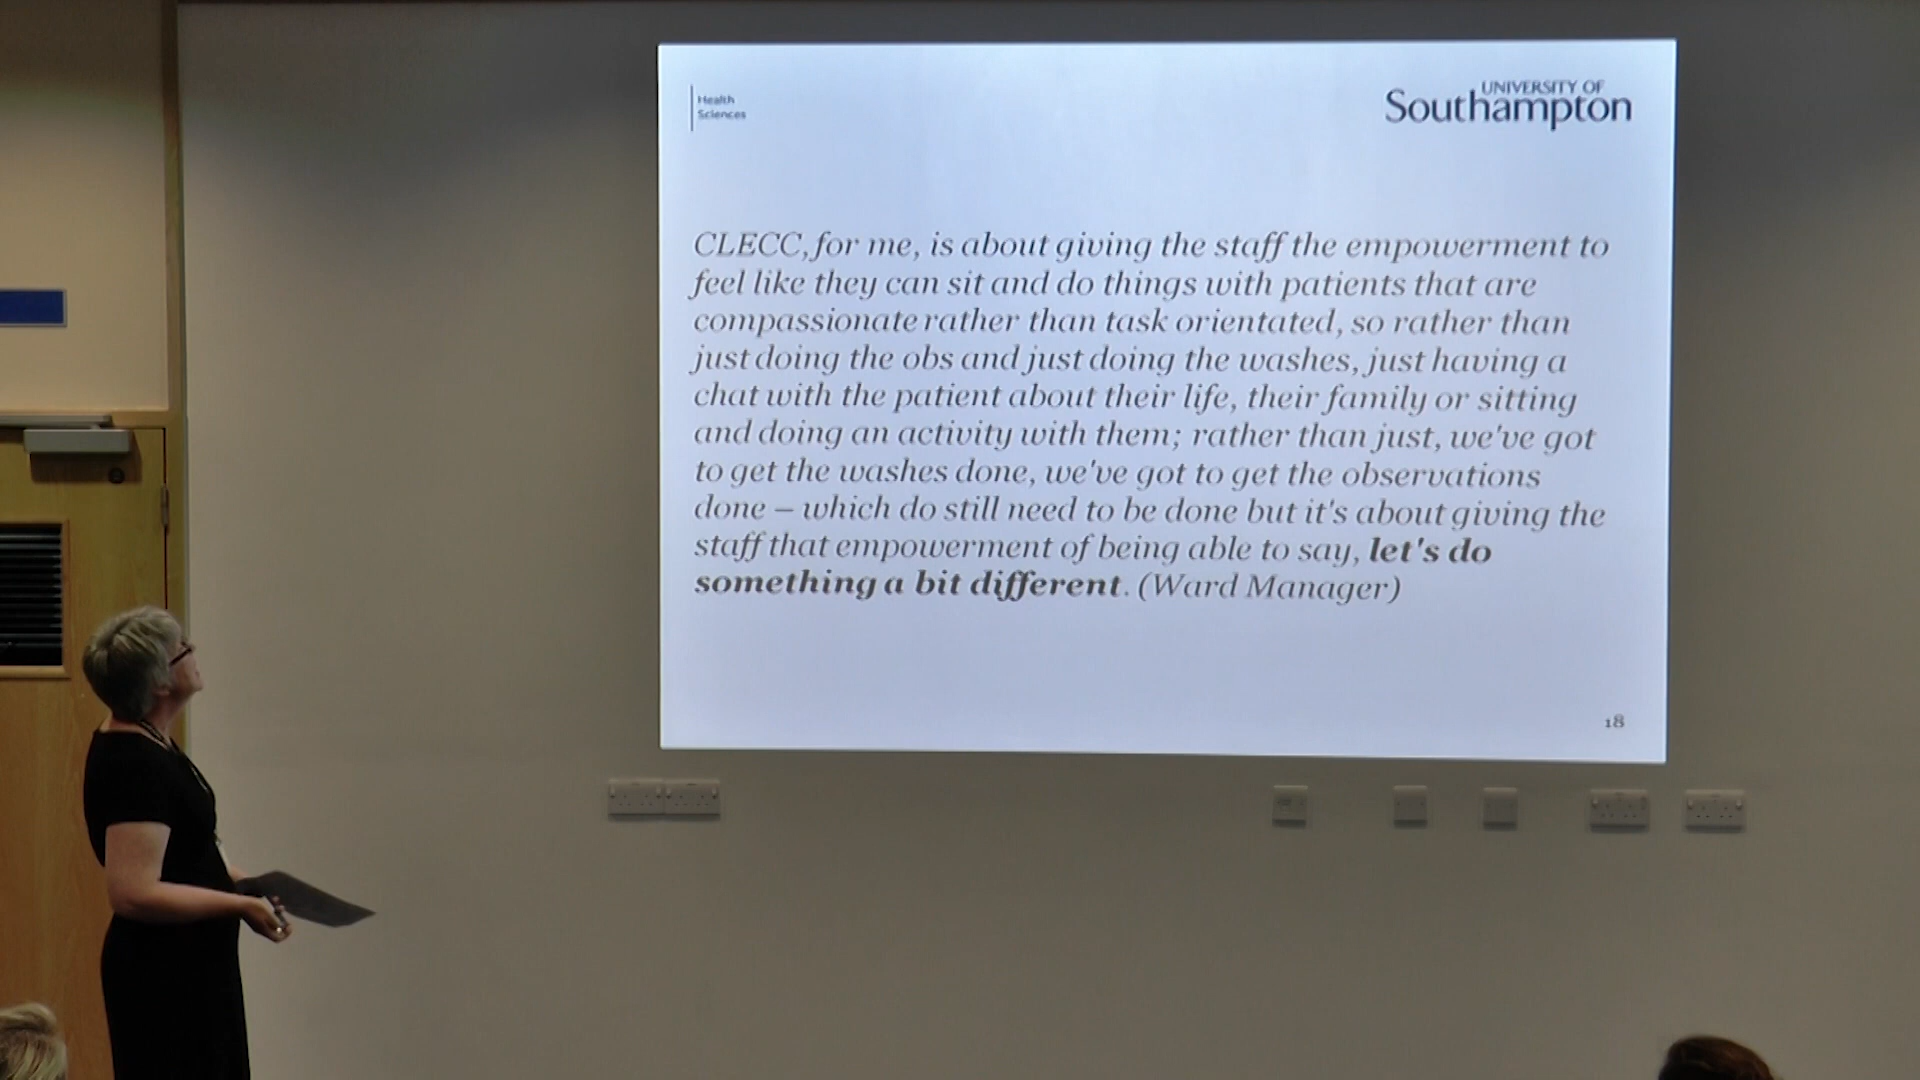 Health
Sciences
UNIVERSITY OF
Southampton
CLECC, for me, is about giving the staff the empowerment to
feel like they can sit and do things with patients that are
compassionate rather than task orientated, so rather than
just doing the obs and just doing the washes, just having a
chat with the patient about their life, their family or sitting
and doing an activity with them; rather than just, we've got
to get the washes done, we've got to get the observations
done – which do still need to be done but it's about giving the
staff that empowerment of being able to say, let's do
something a bit different. (Ward Manager)
18